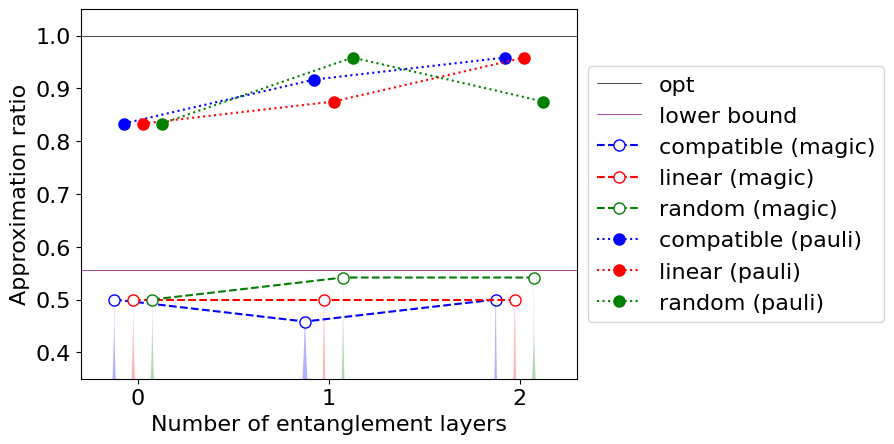 Approximation ratio
1.0
0.9
0.8
0.7
0.6
0.5
0.4
0
1
2
Number of entanglement layers
opt
lower bound
compatible (magic)
linear (magic)
random (magic)
compatible (pauli)
linear (pauli)
random (pauli)